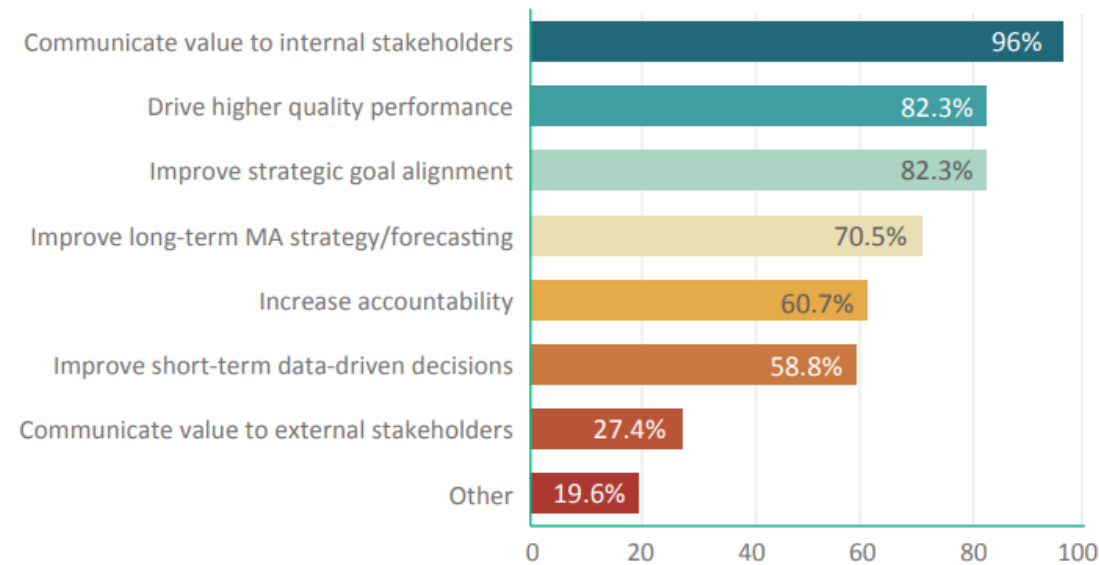 Communicate value to internal stakeholders 96%
Drive higher quality performance 82.3%
Improve strategic goal alignment 82.3%
Improve long-term MA strategy/forecasting 70.5%
Increase accountability 60.7%
Improve short-term data-driven decisions 58.8%
Communicate value to external stakeholders 27.4%
Other 19.6%
0 20 40 60 80 100